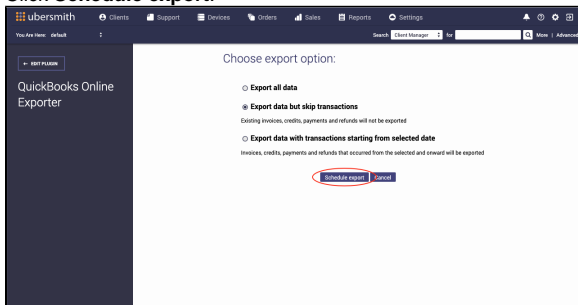 Click Schedule export.
ubersmith Clients Support Devices Orders Sales Reports Settings
You Are Here: default Search Client Manager for More | Advanced
← EDIT PLUGIN
QuickBooks Online
Exporter
Choose export option:
Export all data
Export data but skip transactions
Existing invoices, credits, payments and refunds will not be exported
Export data with transactions starting from selected date
Invoices, credits, payments and refunds that occurred from the selected and onward will be exported
Schedule export Cancel